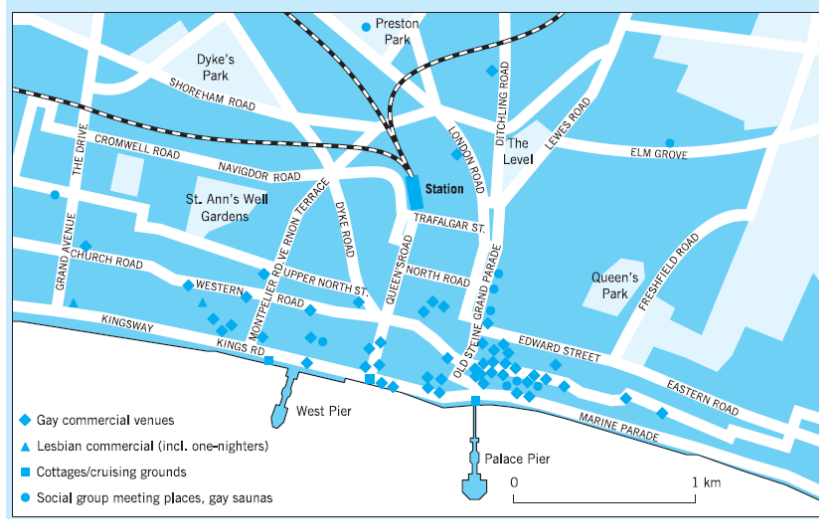 Preston
Park
Dyke's
Park
SHOREHAM ROAD
DITCHLING ROAD
LONDON ROAD
LEWES ROAD
The
Level
ELM GROVE
THE DRIVE
CROMWELL ROAD
NAVIGDOR ROAD
Station
St. Ann's Well
Gardens
MONTPELIER RD.VE RNON TERRACE
DYKE ROAD
TRAFALGAR ST.
GRAND AVENUE
CHURCH ROAD
UPPER NORTH ST.
QUEEN'SROAD
NORTH ROAD
OLD STEINE GRAND PARADE
Queen's
Park
FRESHFIELD ROAD
WESTERN
ROAD
KINGSWAY
KINGS RD
EDWARD STREET
EASTERN ROAD
MARINE PARADE
West Pier
Palace Pier
Gay commercial venues
Lesbian commercial (incl. one-nighters)
Cottages/cruising grounds
Social group meeting places, gay saunas
0 1 km